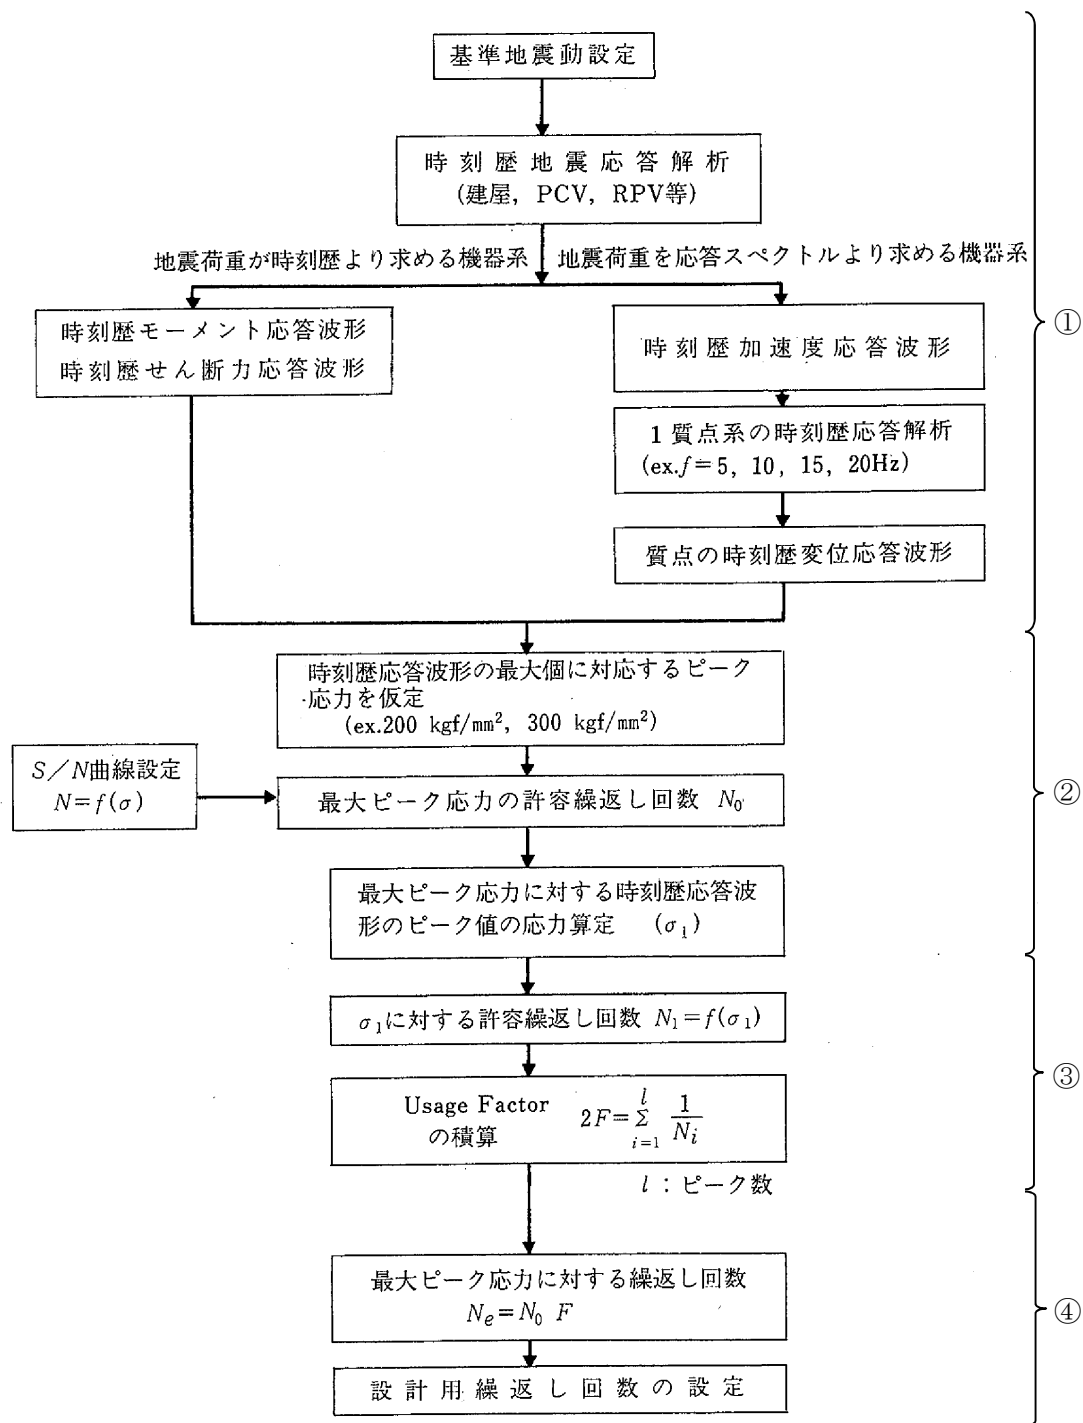 基準地震動設定
時刻歴地震応答解析
(建屋, PCV, RPV等)
地震荷重が時刻歴より求める機器系
地震荷重を応答スペクトルより求める機器系
時刻歴モーメント応答波形
時刻歴せん断力応答波形
時刻歴加速度応答波形
1質点系の時刻歴応答解析
(ex.f=5, 10, 15, 20Hz)
質点の時刻歴変位応答波形
①
時刻歴応答波形の最大個に対応するピーク
応力を仮定
(ex.200 kgf/mm², 300 kgf/mm²)
S/N曲線設定
N=f(σ)
最大ピーク応力の許容繰返し回数 N₀
最大ピーク応力に対する時刻歴応答波
形のピーク値の応力算定 (σ₁)
②
σ₁に対する許容繰返し回数 N₁=f(σ₁)
Usage Factor
の積算
2F=Σ 1/Nᵢ
l
i=1
l:ピーク数
③
最大ピーク応力に対する繰返し回数
Nₑ=N₀ F
設計用繰返し回数の設定
④